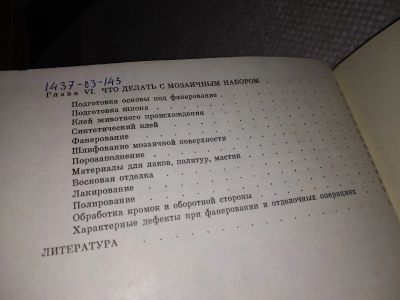 1437-03-143
Глава VI. ЧТО ДЕЛАТЬ С МОЗАИЧНЫМ НАБОРОМ
Подготовка основы под фанерование
Подготовка шпона
Клей животного происхождения
Синтетический клей
Фанерование
Шлифование мозаичной поверхности
Порозаполнение
Материалы для лаков, политур, мастик
Восковая отделка
Лакирование
Полирование
Обработка кромок и оборотной стороны
Характерные дефекты при фанеровании и отделочных операциях
ЛИТЕРАТУРА